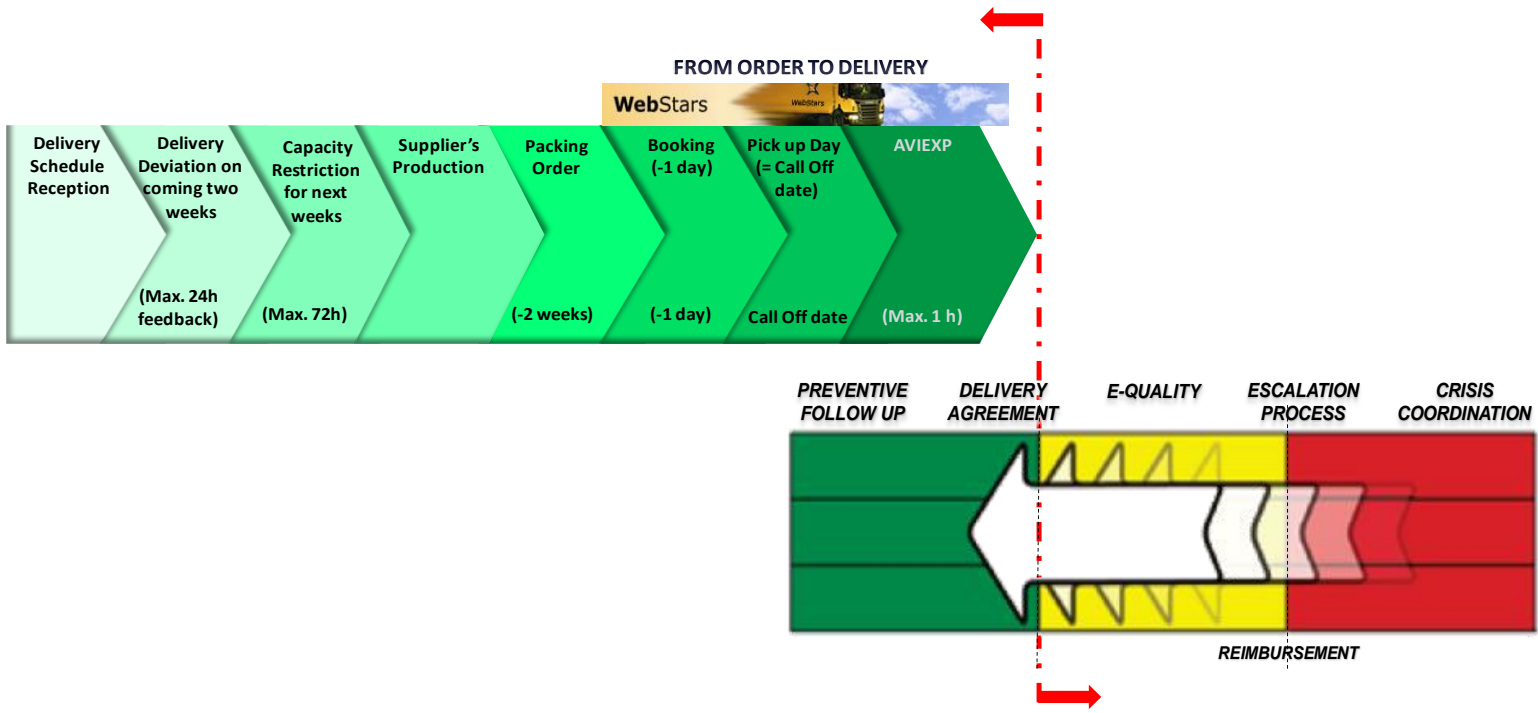 FROM ORDER TO DELIVERY
WebStars
WebStars
Delivery
Schedule
Reception
Delivery
Deviation on
coming two
weeks
(Max. 24h
feedback)
Capacity
Restriction
for next
weeks
(Max. 72h)
Supplier's
Production
Packing
Order
(-2 weeks)
Booking
(-1 day)
(-1 day)
Pick up Day
(= Call Off
date)
Call Off date
AVIEXP
(Max. 1 h)
PREVENTIVE
FOLLOW UP
DELIVERY
AGREEMENT
E-QUALITY
ESCALATION
PROCESS
CRISIS
COORDINATION
REIMBURSEMENT